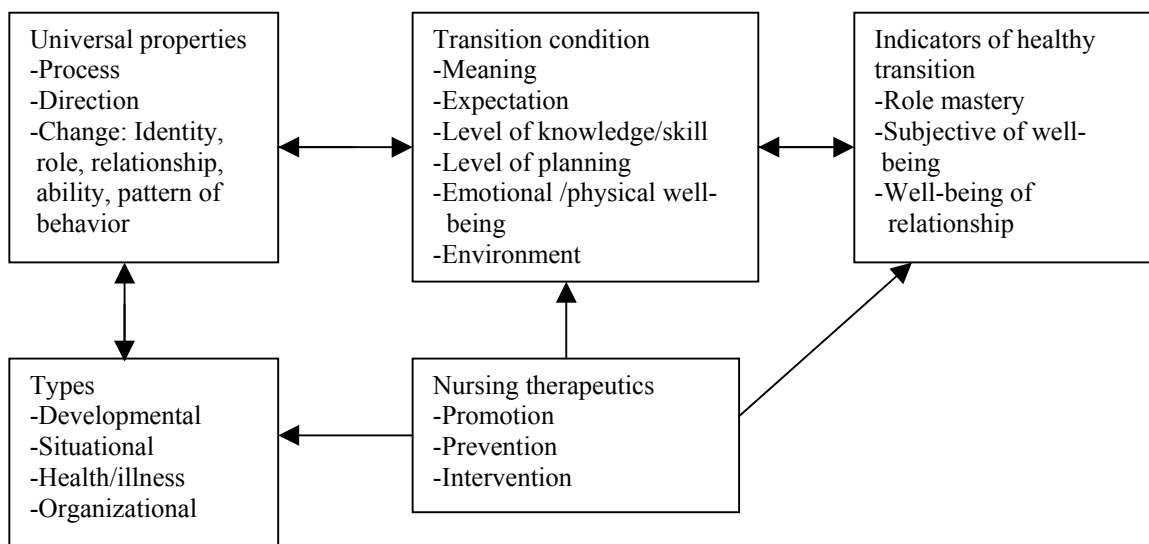 Universal properties
-Process
-Direction
-Change: Identity,
role, relationship,
ability, pattern of
behavior
Transition condition
-Meaning
-Expectation
-Level of knowledge/skill
-Level of planning
-Emotional /physical well-
being
-Environment
Indicators of healthy
transition
-Role mastery
-Subjective of well-
being
-Well-being of
relationship
Types
-Developmental
-Situational
-Health/illness
-Organizational
Nursing therapeutics
-Promotion
-Prevention
-Intervention